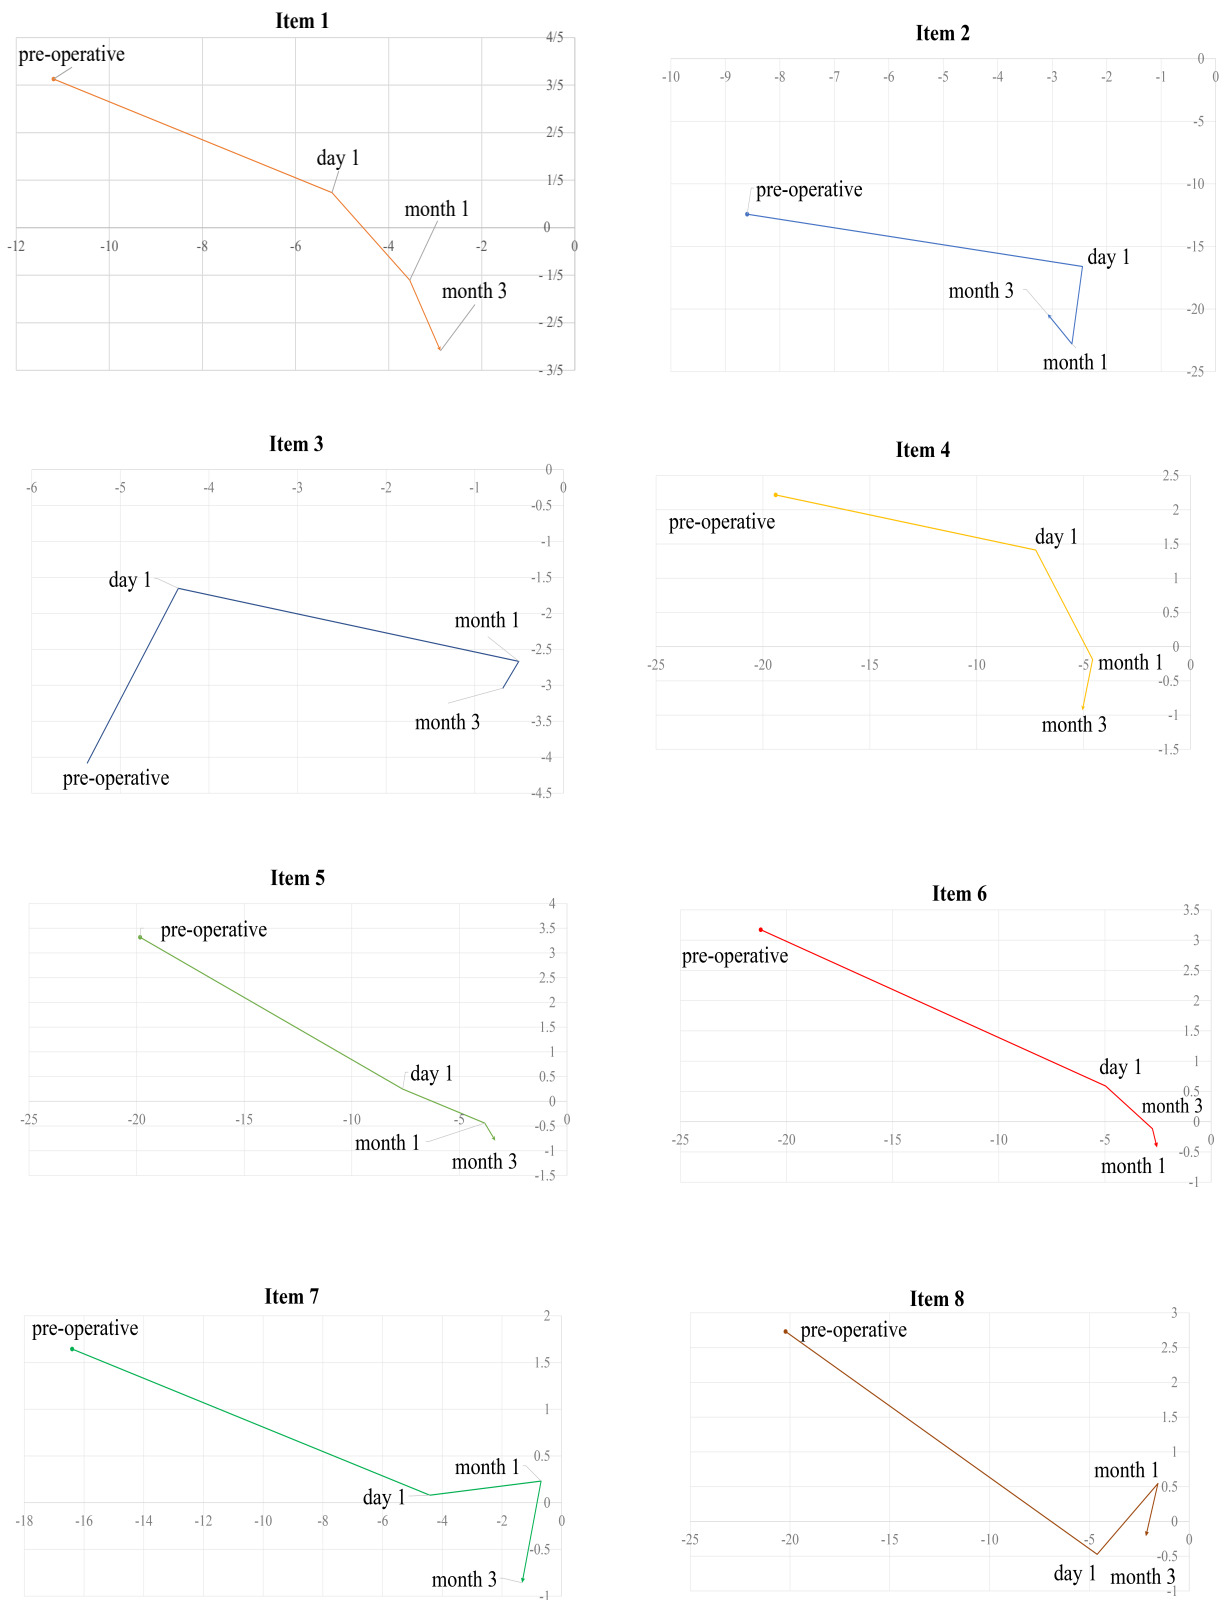 Item 1
4/5
pre-operative
3/5
2/5
day 1
1/5
month 1
0
-12 -10 -8 -6 -4 -2 0
- 1/5
month 3
- 2/5
- 3/5
Item 2
0
-10 -9 -8 -7 -6 -5 -4 -3 -2 -1 0
-5
-10
pre-operative
-15
day 1
month 3
-20
month 1
-25
Item 3
0
-6 -5 -4 -3 -2 -1 0
-0.5
-1
day 1
-1.5
month 1
-2
-2.5
-3
month 3
-3.5
-4
pre-operative
-4.5
Item 4
2.5
2
pre-operative
day 1
1.5
1
0.5
0
-25 -20 -15 -10 -5 0
month 1
-0.5
-1
month 3
-1.5
Item 5
4
pre-operative
3.5
3
2.5
2
1.5
1
day 1
0.5
0
-25 -20 -15 -10 -5 0
-0.5
month 1
-1
month 3
-1.5
Item 6
3.5
3
pre-operative
2.5
2
1.5
1
day 1
0.5
month 3
0
-25 -20 -15 -10 -5 0
-0.5
month 1
-1
Item 7
2
pre-operative
1.5
1
0.5
month 1
day 1
0
-18 -16 -14 -12 -10 -8 -6 -4 -2 0
-0.5
month 3
-1
Item 8
3
pre-operative
2.5
2
1.5
1
month 1
0.5
0
-25 -20 -15 -10 -5 0
-0.5
day 1 month 3
-1